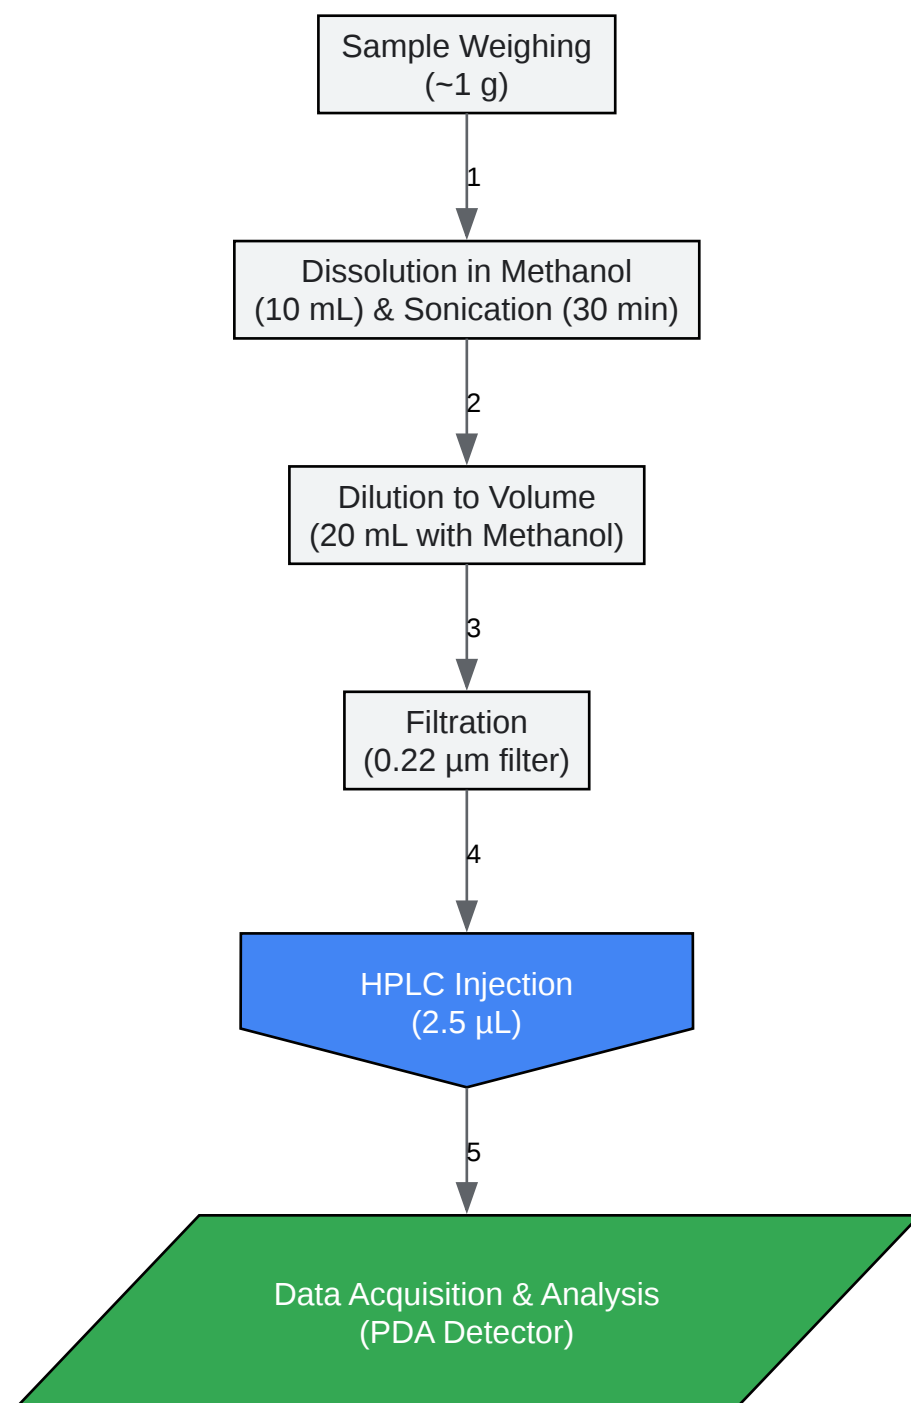 Sample Weighing
(~1 g)
1
Dissolution in Methanol
(10 mL) & Sonication (30 min)
2
Dilution to Volume
(20 mL with Methanol)
3
Filtration
(0.22 µm filter)
4
HPLC Injection
(2.5 µL)
5
Data Acquisition & Analysis
(PDA Detector)